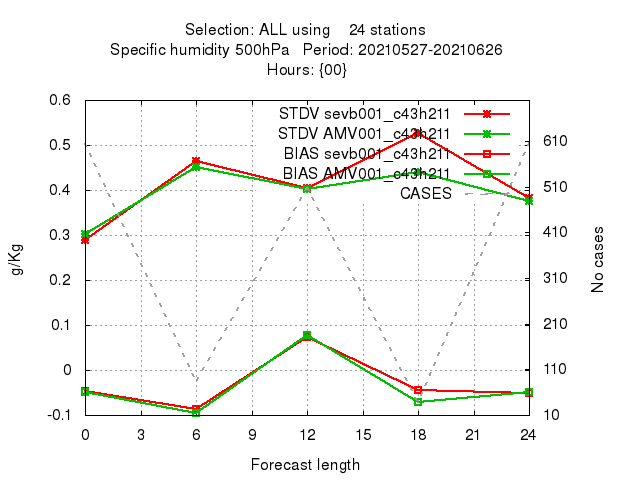 Selection: ALL using 24 stations
Specific humidity 500hPa Period: 20210527-20210626
Hours: {00}
STDV sevb001_c43h211
STDV AMV001_c43h211
BIAS sevb001_c43h211
BIAS AMV001_c43h211
CASES
0.6
0.5
0.4
0.3
0.2
0.1
0
-0.1
g/Kg
610
510
410
310
210
110
10
No cases
0 3 6 9 12 15 18 21 24
Forecast length